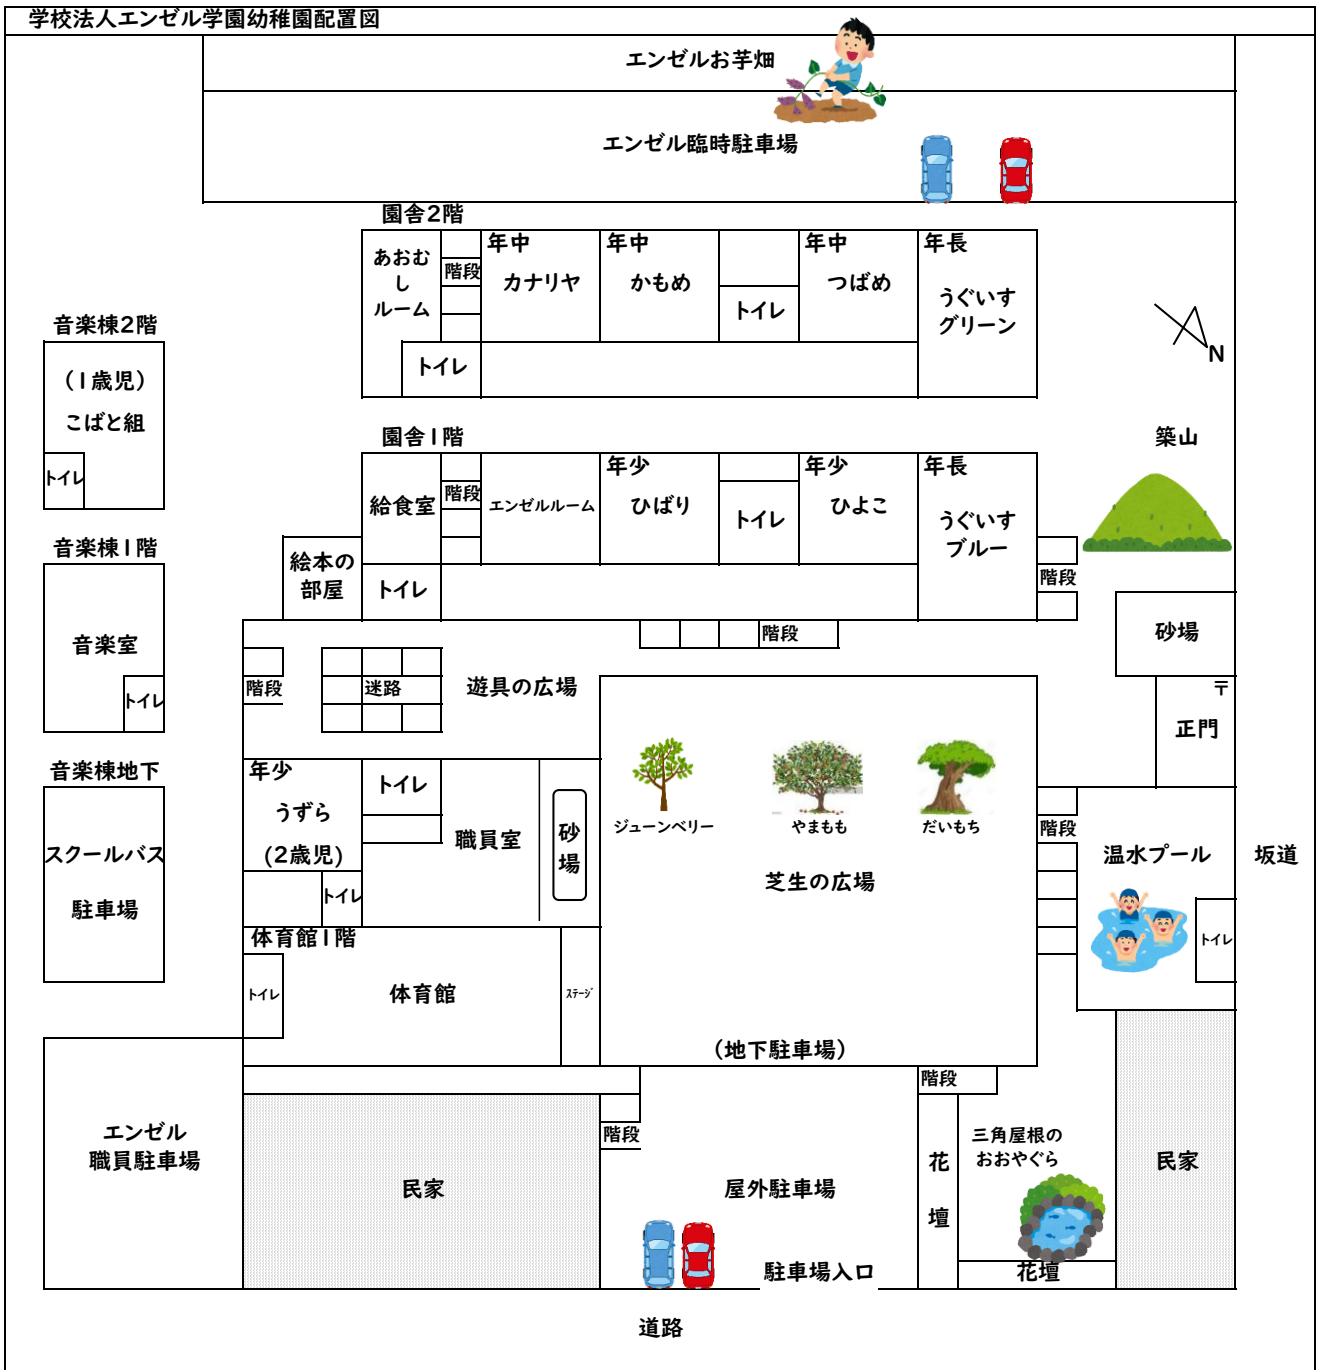 学校法人エンゼル学園幼稚園配置図
エンゼルお芋畑
エンゼル臨時駐車場
園舎2階
あおむ
し
ルーム
階段
年中
カナリヤ
年中
かもめ
トイレ
年中
つばめ
年長
うぐいす
グリーン
トイレ
N
音楽棟2階
(1歳児)
こばと組
トイレ
園舎1階
給食室
階段
エンゼルルーム
年少
ひばり
トイレ
年少
ひよこ
年長
うぐいす
ブルー
階段
絵本の
部屋
トイレ
築山
砂場
〒
正門
音楽棟1階
音楽室
トイレ
階段
階段
迷路
遊具の広場
音楽棟地下
スクールバス
駐車場
年少
うずら
(2歳児)
トイレ
トイレ
職員室
砂
場
ジューンベリー
やまもも
だいもち
芝生の広場
階段
温水プール
トイレ
坂道
体育館1階
トイレ
体育館
ステージ
(地下駐車場)
エンゼル
職員駐車場
民家
階段
屋外駐車場
駐車場入口
階段
花
壇
三角屋根の
おおやぐら
花壇
民家
道路